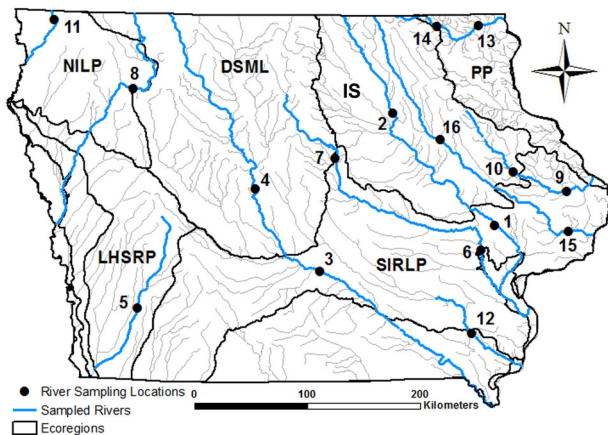 11
14
13
N
NILP
DSML
PP
8
IS
2
16
7
10
9
4
1
LHSRP
3
SIRLP
6
15
5
12
River Sampling Locations
Sampled Rivers
Ecoregions
0 100 200
Kilometers